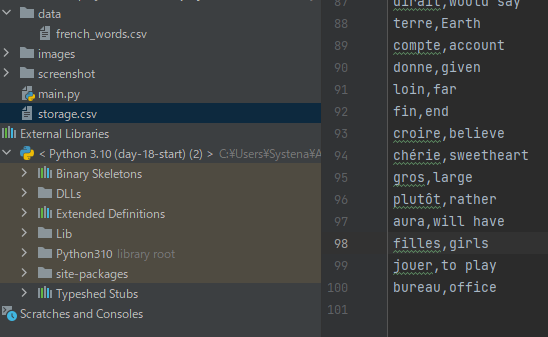 data
french_words.csv
images
screenshot
main.py
storage.csv
External Libraries
< Python 3.10 (day-18-start) (2) > C:¥Users¥Systena¥A
Binary Skeletons
DLLs
Extended Definitions
Lib
Python310 library root
site-packages
Typeshed Stubs
Scratches and Consoles
87 dirait,would say
88 terre,Earth
89 compte,account
90 donne,given
91 loin,far
92 fin,end
93 croire,believe
94 chérie,sweetheart
95 gros,large
96 plutôt,rather
97 aura,will have
98 filles,girls
99 jouer,to play
100 bureau,office
101